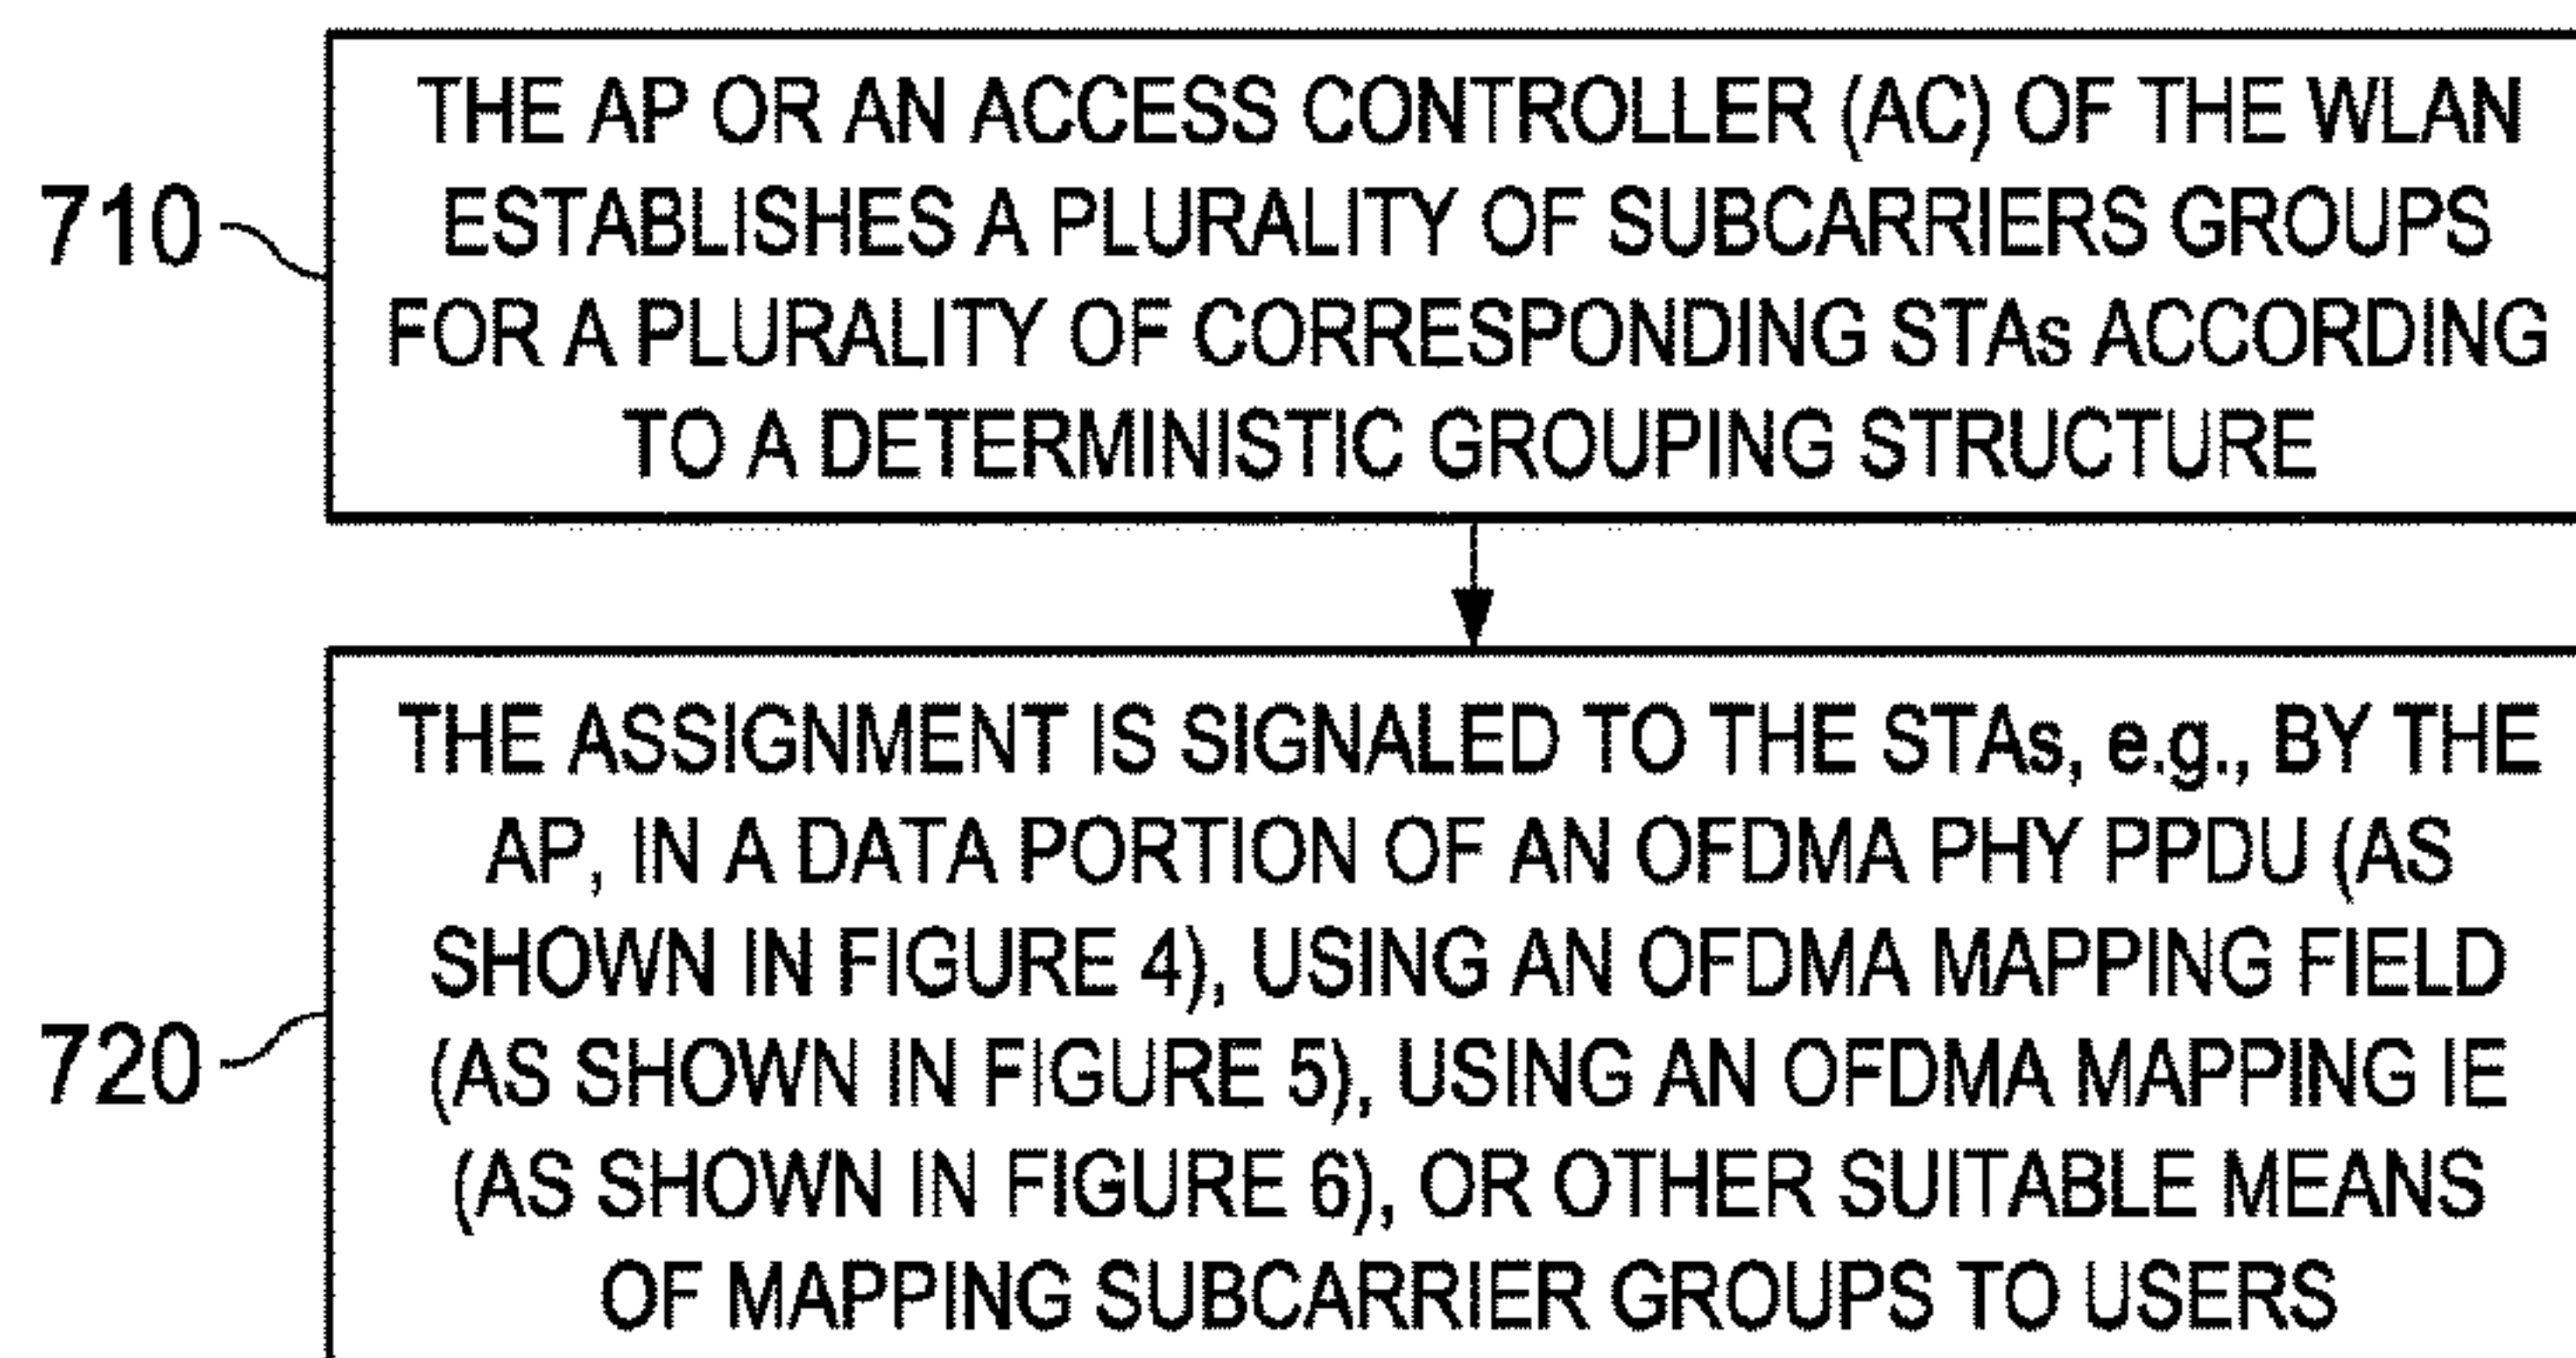 710
THE AP OR AN ACCESS CONTROLLER (AC) OF THE WLAN
ESTABLISHES A PLURALITY OF SUBCARRIERS GROUPS
FOR A PLURALITY OF CORRESPONDING STAs ACCORDING
TO A DETERMINISTIC GROUPING STRUCTURE
720
THE ASSIGNMENT IS SIGNALED TO THE STAs, e.g., BY THE
AP, IN A DATA PORTION OF AN OFDMA PHY PPDU (AS
SHOWN IN FIGURE 4), USING AN OFDMA MAPPING FIELD
(AS SHOWN IN FIGURE 5), USING AN OFDMA MAPPING IE
(AS SHOWN IN FIGURE 6), OR OTHER SUITABLE MEANS
OF MAPPING SUBCARRIER GROUPS TO USERS